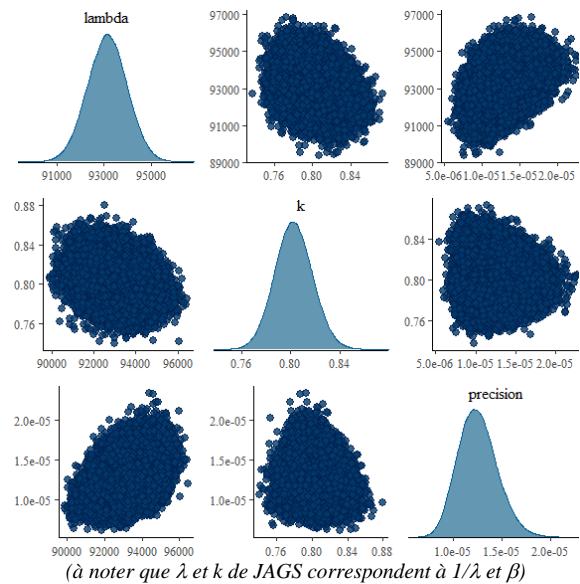 lambda
97000
95000
93000
91000
89000
91000 93000 95000
0.76 0.80 0.84 0.88
97000
95000
93000
91000
89000
5.0e-06 1.0e-05 1.5e-05 2.0e-05
k
0.88
0.84
0.80
0.76
90000 92000 94000 96000
0.76 0.80 0.84
0.84
0.80
0.76
5.0e-06 1.0e-05 1.5e-05 2.0e-05
precision
2.0e-05
1.5e-05
1.0e-05
90000 92000 94000 96000
2.0e-05
1.5e-05
1.0e-05
0.76 0.80 0.84 0.88
1.0e-05 1.5e-05 2.0e-05
(à noter que λ et k de JAGS correspondent à 1/λ et β)